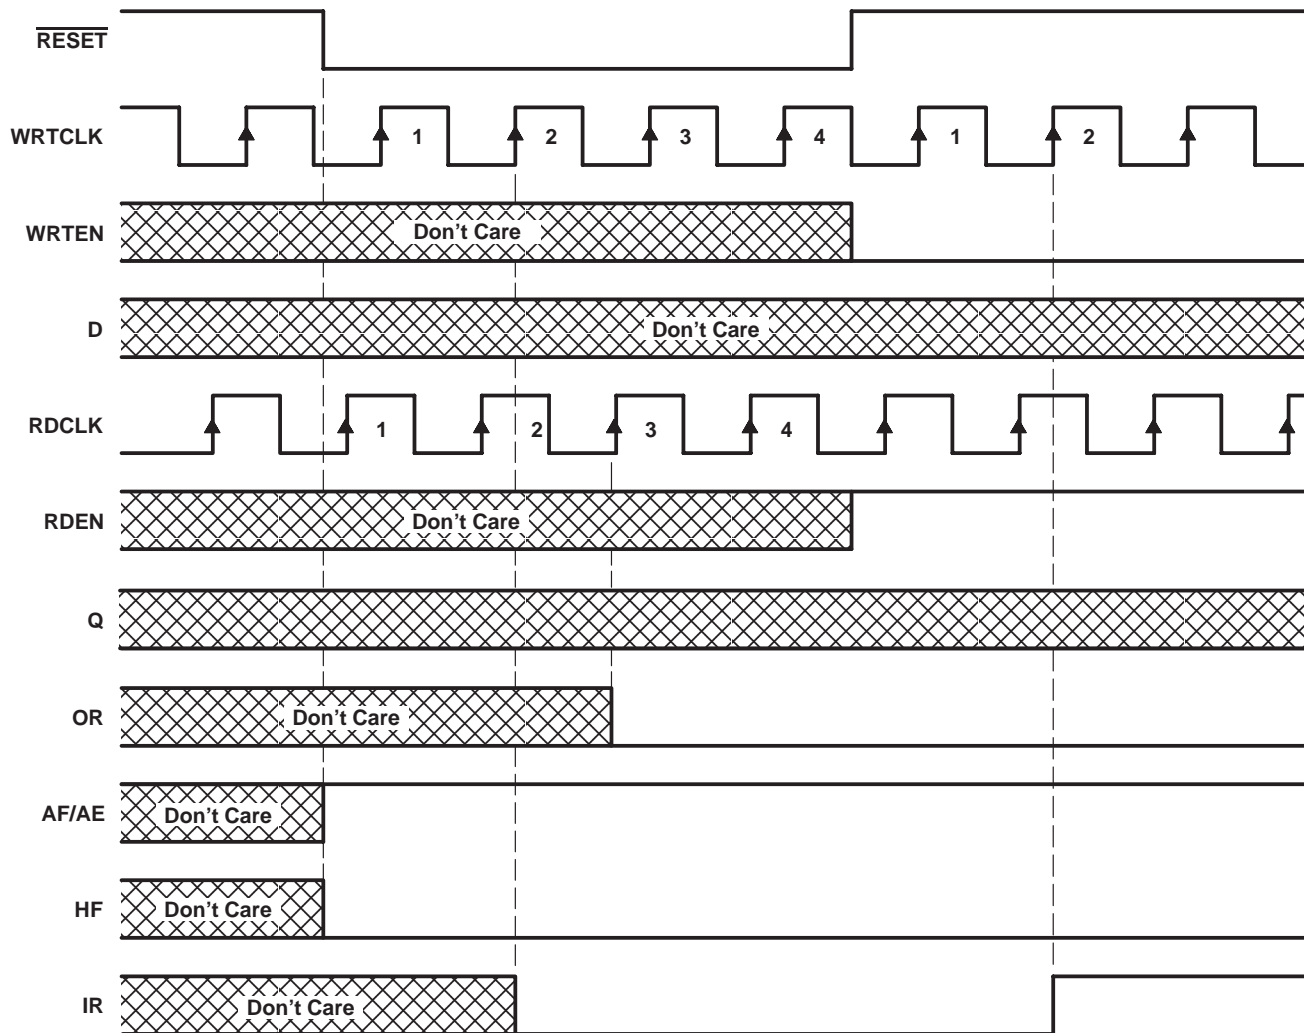 RESET
WRTCLK 1 2 3 4 1 2
WRTEN Don't Care
D Don't Care
RDCLK 1 2 3 4
RDEN Don't Care
Q
OR Don't Care
AF/AE Don't Care
HF Don't Care
IR Don't Care